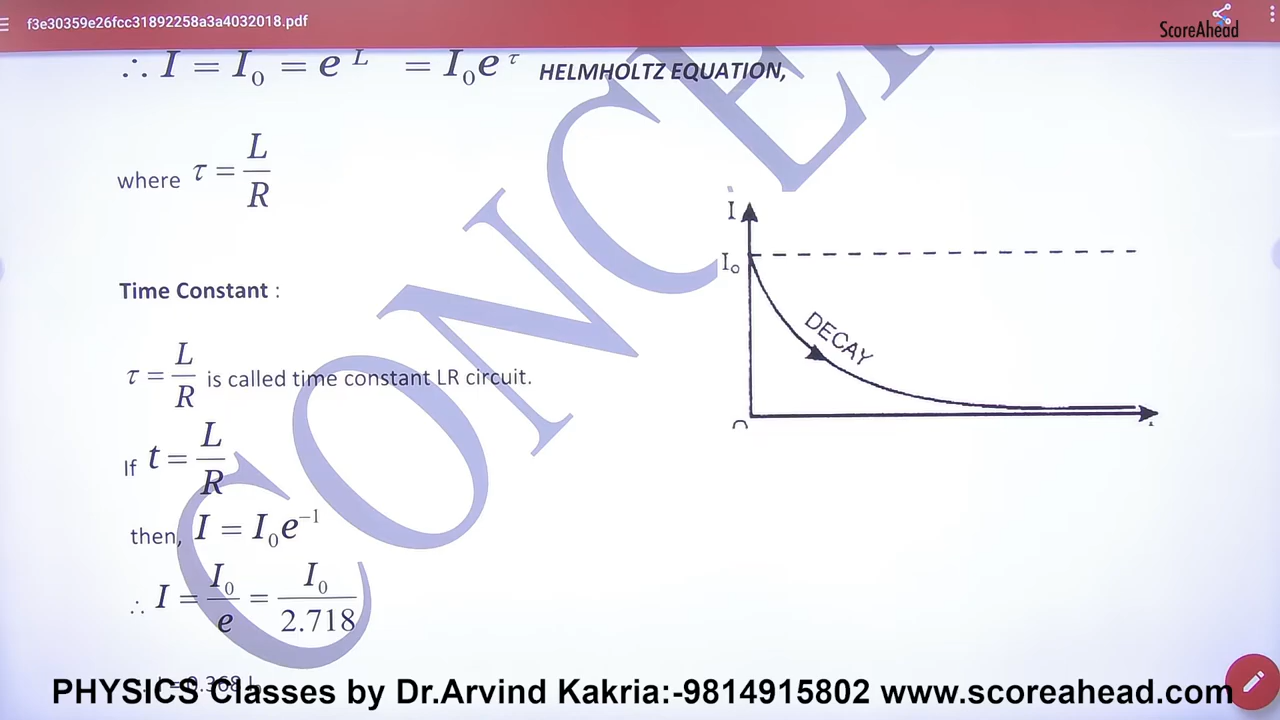 f3e30359e26fcc31892258a3a4032018.pdf
ScoreAhead
∴ I = I₀ = e^L = I₀e^τ HELMHOLTZ EQUATION,
where τ = L/R
I
I₀
DECAY
Time Constant :
τ = L/R is called time constant LR circuit.
If t = L/R
then, I = I₀e⁻¹
∴ I = I₀/e = I₀/2.718
CONCE
PHYSICS Classes by Dr.Arvind Kakria:-9814915802 www.scoreahead.com